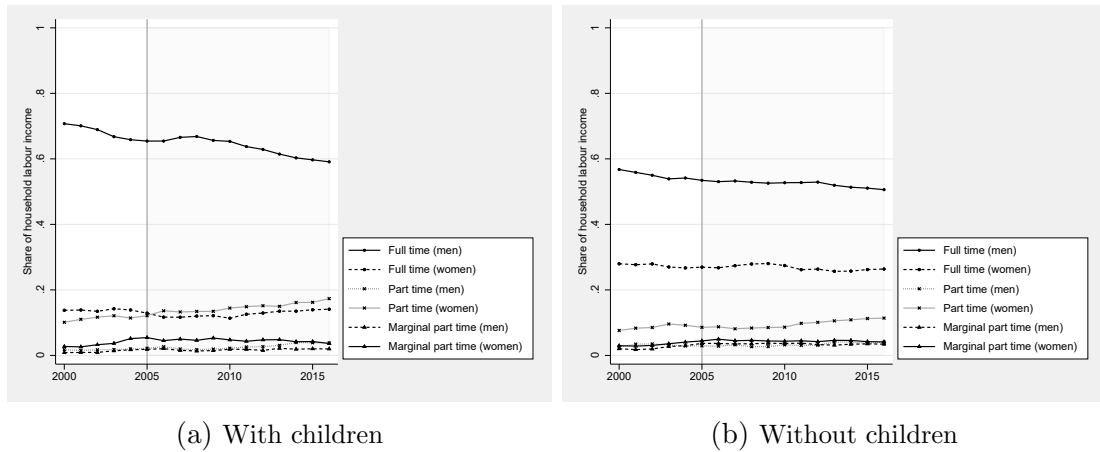 Share of household labour income
1
.8
.6
.4
.2
0
2000 2005 2010 2015
Full time (men)
Full time (women)
Part time (men)
Part time (women)
Marginal part time (men)
Marginal part time (women)
(a) With children
Share of household labour income
1
.8
.6
.4
.2
0
2000 2005 2010 2015
Full time (men)
Full time (women)
Part time (men)
Part time (women)
Marginal part time (men)
Marginal part time (women)
(b) Without children